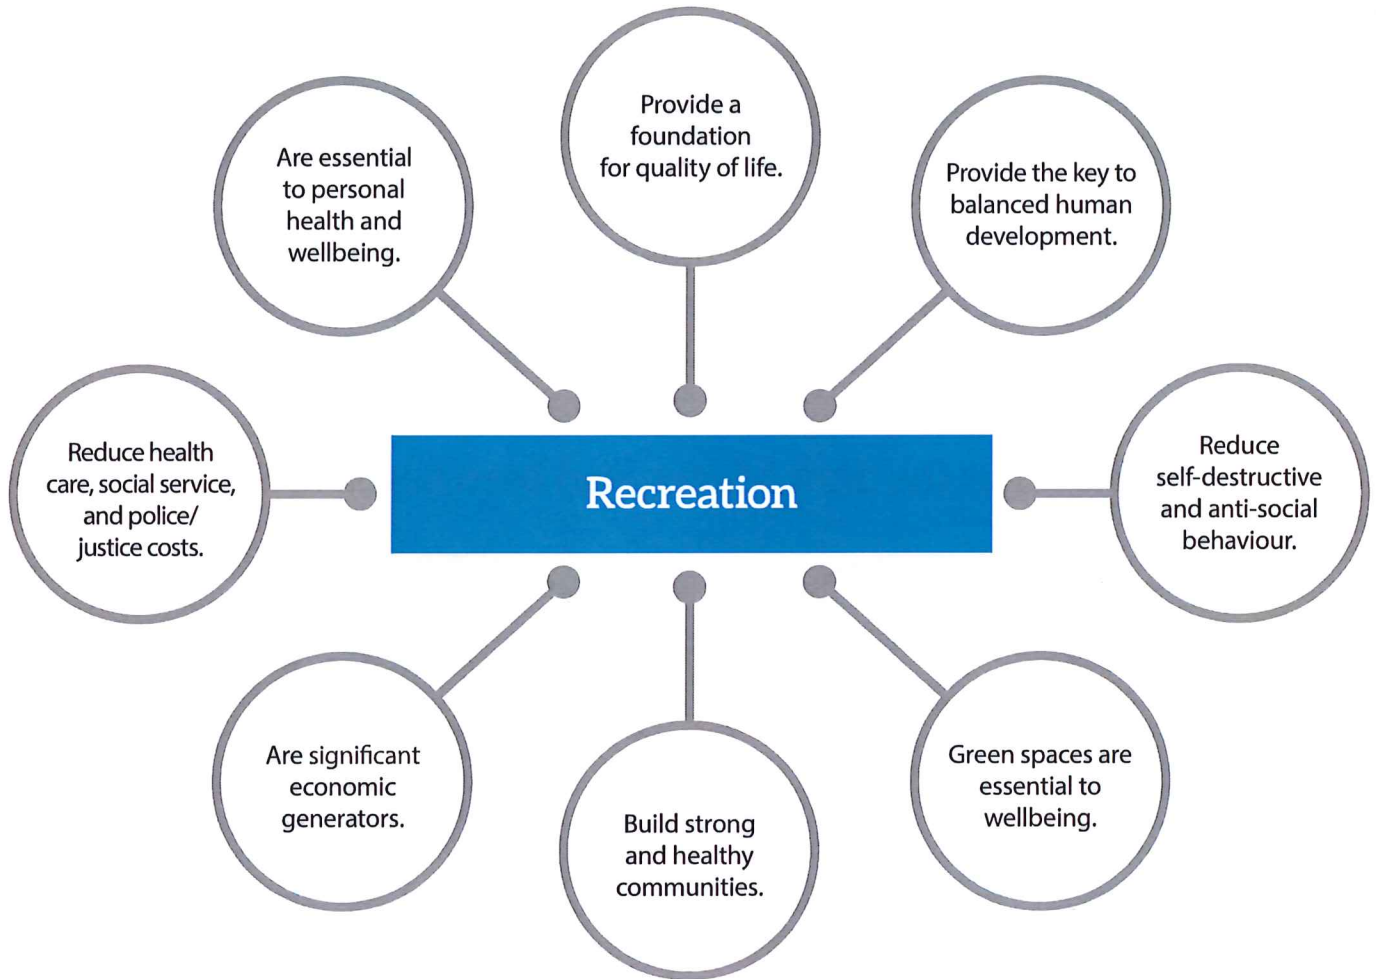 Provide a
foundation
for quality of life.
Are essential
to personal
health and
wellbeing.
Provide the key to
balanced human
development.
Reduce health
care, social service,
and police/
justice costs.
Recreation
Reduce
self-destructive
and anti-social
behaviour.
Are significant
economic
generators.
Build strong
and healthy
communities.
Green spaces are
essential to
wellbeing.